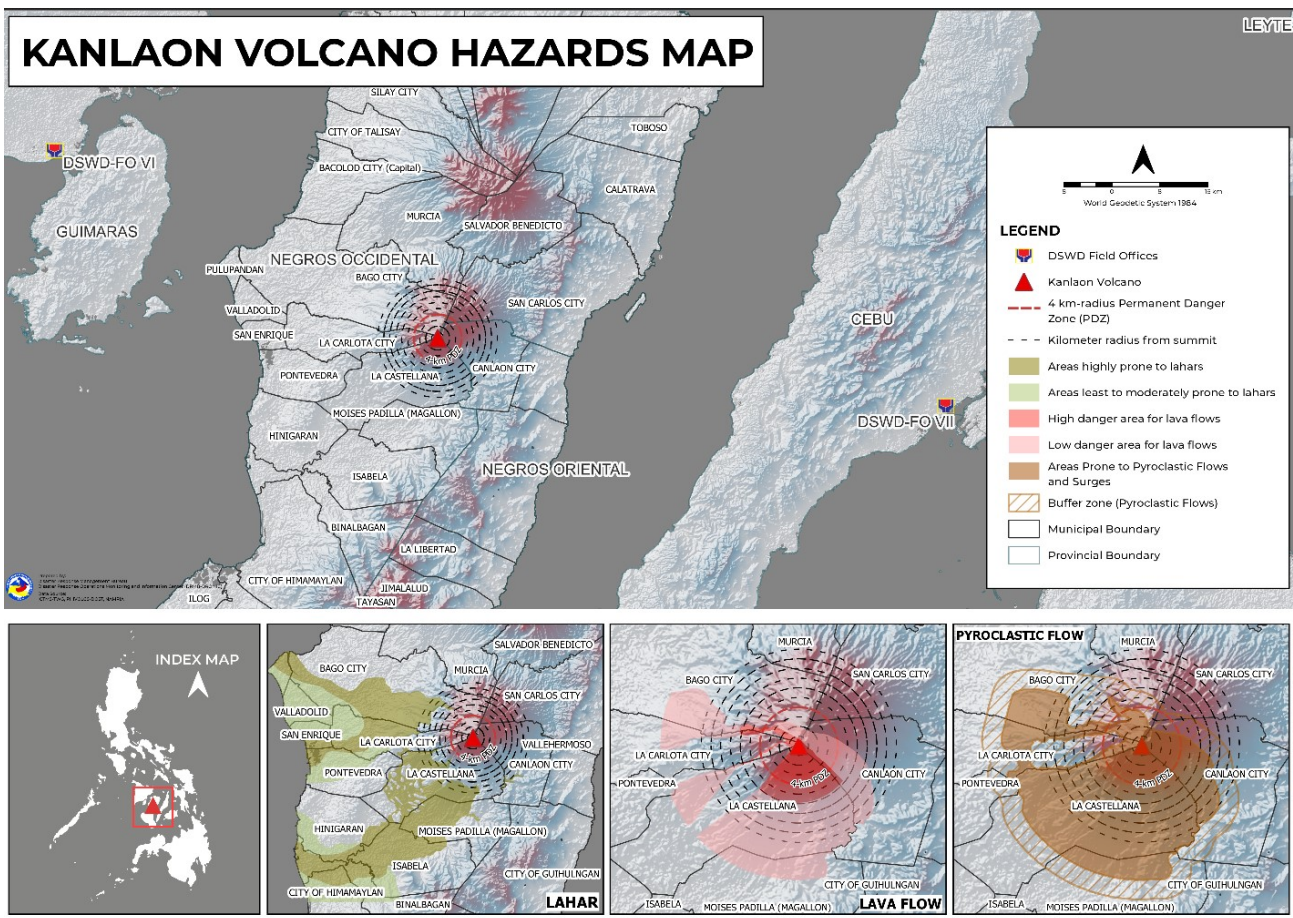 KANLAON VOLCANO HAZARDS MAP
LEYTE
SILAY CITY
CITY OF TALISAY
TOBOSO
DSWD-FO VI
BACOLOD CITY (Capital)
CALATRAVA
MURCIA
SALVADOR BENEDICTO
GUIMARAS
NEGROS OCCIDENTAL
PULUPANDAN
BAGO CITY
SAN CARLOS CITY
VALLADOLID
SAN ENRIQUE
LA CARLOTA CITY
CEBU
4-km PDZ
PONTEVEDRA
LA CASTELLANA
CANLAON CITY
MOISES PADILLA (MAGALLON)
DSWD-FO VII
HINIGARAN
NEGROS ORIENTAL
ISABELA
BINALBAGAN
LA LIBERTAD
CITY OF HIMAMAYLAN
JIMALALUD
ILOG
TAYASAN
5 0 5 15 km
World Geodetic System 1984
LEGEND
DSWD Field Offices
Kanlaon Volcano
4 km-radius Permanent Danger
Zone (PDZ)
Kilometer radius from summit
Areas highly prone to lahars
Areas least to moderately prone to lahars
High danger area for lava flows
Low danger area for lava flows
Areas Prone to Pyroclastic Flows
and Surges
Buffer zone (Pyroclastic Flows)
Municipal Boundary
Provincial Boundary
INDEX MAP
SALVADOR BENEDICTO
BAGO CITY
MURCIA
SAN CARLOS CITY
VALLADOLID
SAN ENRIQUE
LA CARLOTA CITY
VALLEHERMOSO
4-km PDZ
CANLAON CITY
PONTEVEDRA
LA CASTELLANA
HINIGARAN
MOISES PADILLA (MAGALLON)
ISABELA
CITY OF GUIHULNGAN
CITY OF HIMAMAYLAN
BINALBAGAN
LAHAR
MURCIA
BAGO CITY
SAN CARLOS CITY
LA CARLOTA CITY
PONTEVEDRA
4-km PDZ
CANLAON CITY
LA CASTELLANA
CITY OF GUIHULNGAN
ISABELA
MOISES PADILLA (MAGALLON)
LAVA FLOW
PYROCLASTIC FLOW
MURCIA
BAGO CITY
SAN CARLOS CITY
LA CARLOTA CITY
PONTEVEDRA
4-km PDZ
CANLAON CITY
LA CASTELLANA
CITY OF GUIHULNGAN
ISABELA
MOISES PADILLA (MAGALLON)